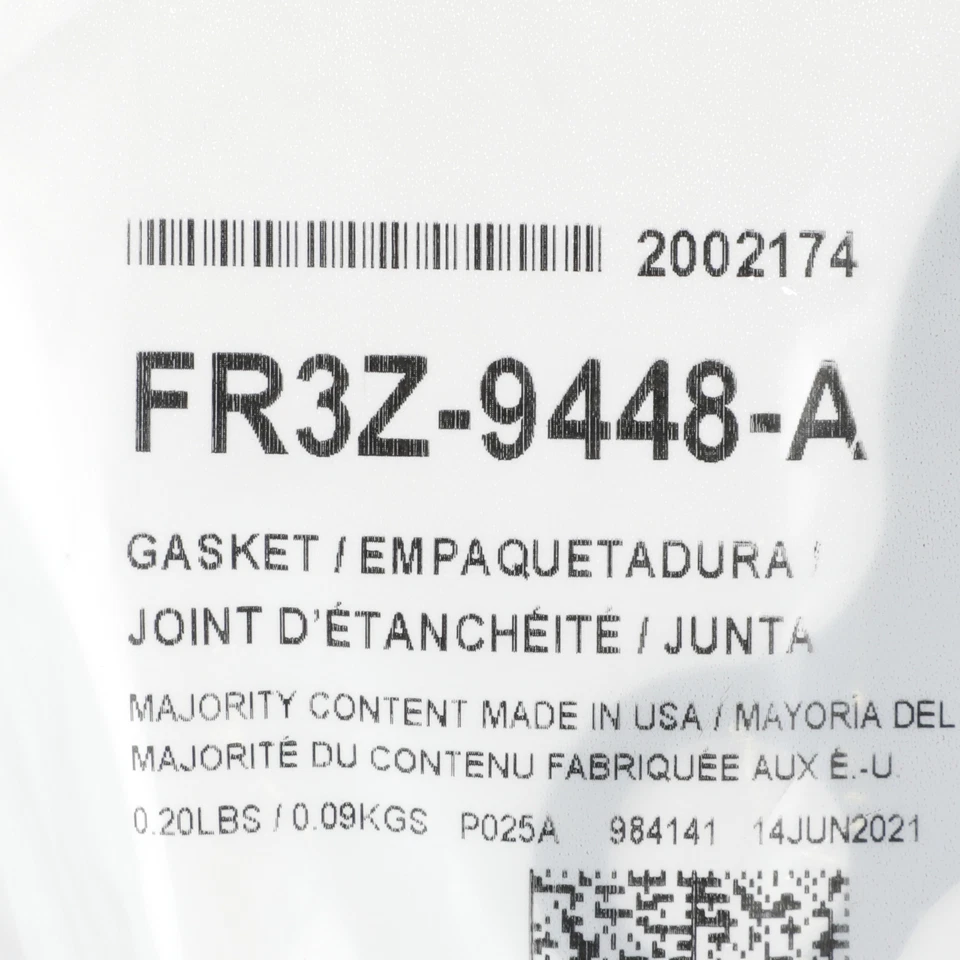 2002174
FR3Z-9448-A
GASKET / EMPAQUETADURA /
JOINT D'ÉTANCHÉITÉ / JUNTA
MAJORITY CONTENT MADE IN USA / MAYORIA DEL
MAJORITÉ DU CONTENU FABRIQUÉE AUX É.-U.
0.20LBS / 0.09KGS P025A 984141 14JUN2021